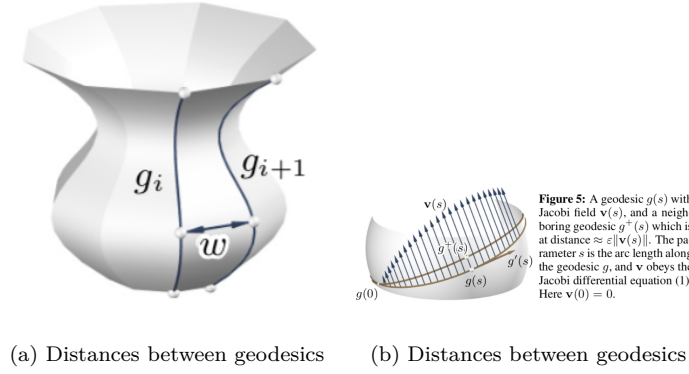 g_i
g_{i+1}
w
v(s)
g^+(s)
g'(s)
g(s)
g(0)
Figure 5: A geodesic g(s) with
Jacobi field v(s), and a neigh
boring geodesic g^+(s) which is
at distance ≈ ε‖v(s)‖. The pa
rameter s is the arc length along
the geodesic g, and v obeys the
Jacobi differential equation (1)
Here v(0) = 0.
(a) Distances between geodesics
(b) Distances between geodesics